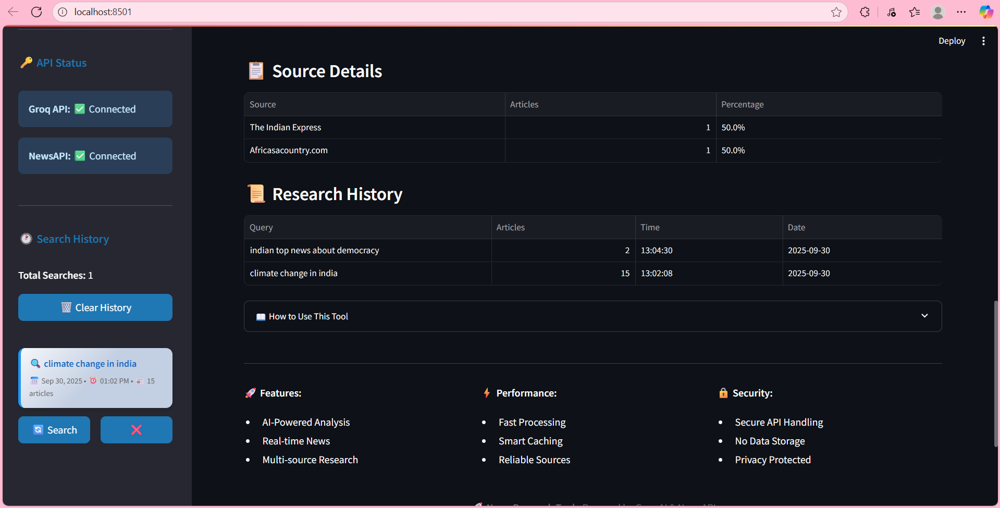 localhost:8501
Deploy
API Status
Groq API: ✅ Connected
NewsAPI: ✅ Connected
Search History
Total Searches: 1
Clear History
climate change in india
Sep 30, 2025 • 01:02 PM • 15
articles
Search
Source Details
Source Articles Percentage
The Indian Express 1 50.0%
Africasacountry.com 1 50.0%
Research History
Query Articles Time Date
indian top news about democracy 2 13:04:30 2025-09-30
climate change in india 15 13:02:08 2025-09-30
How to Use This Tool
Features:
AI-Powered Analysis
Real-time News
Multi-source Research
Performance:
Fast Processing
Smart Caching
Reliable Sources
Security:
Secure API Handling
No Data Storage
Privacy Protected